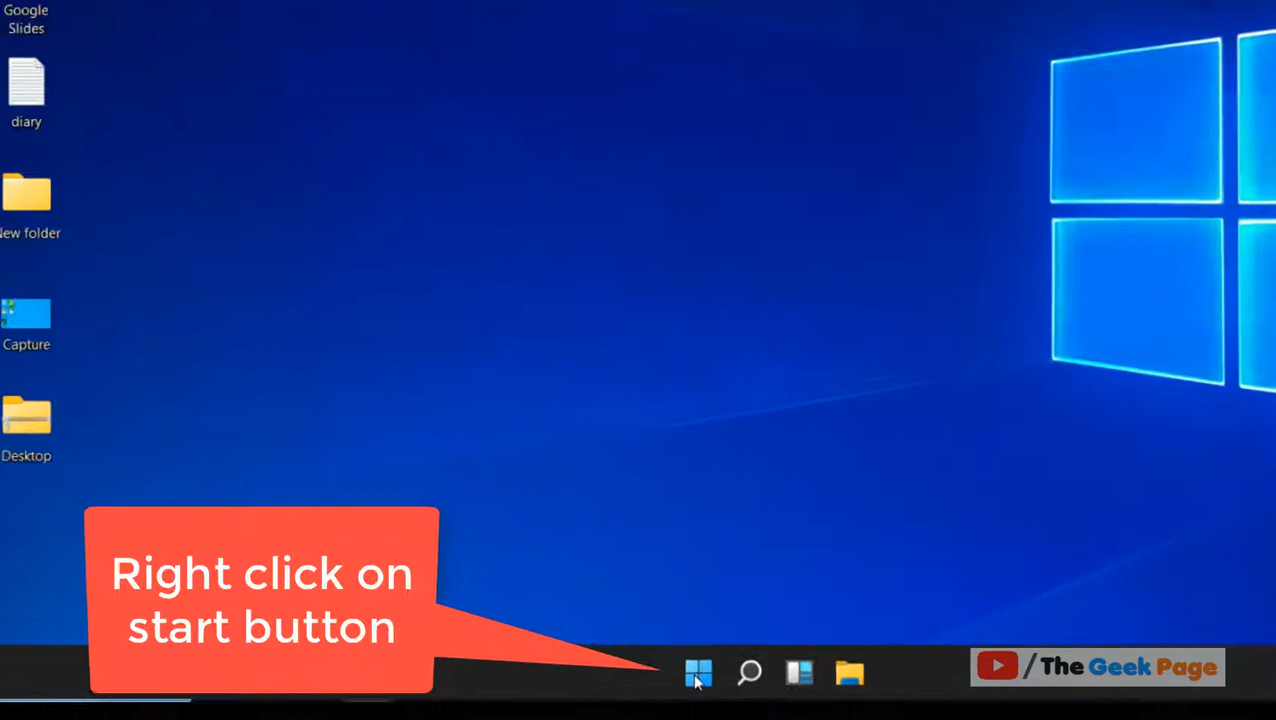 Google
Slides
diary
New folder
Capture
Desktop
Right click on
start button
/The Geek Page